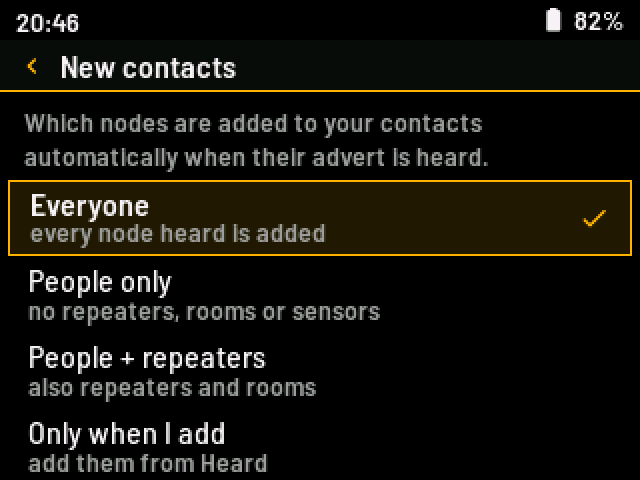 20:46
82%
New contacts
Which nodes are added to your contacts
automatically when their advert is heard.
Everyone
every node heard is added
People only
no repeaters, rooms or sensors
People + repeaters
also repeaters and rooms
Only when I add
add them from Heard